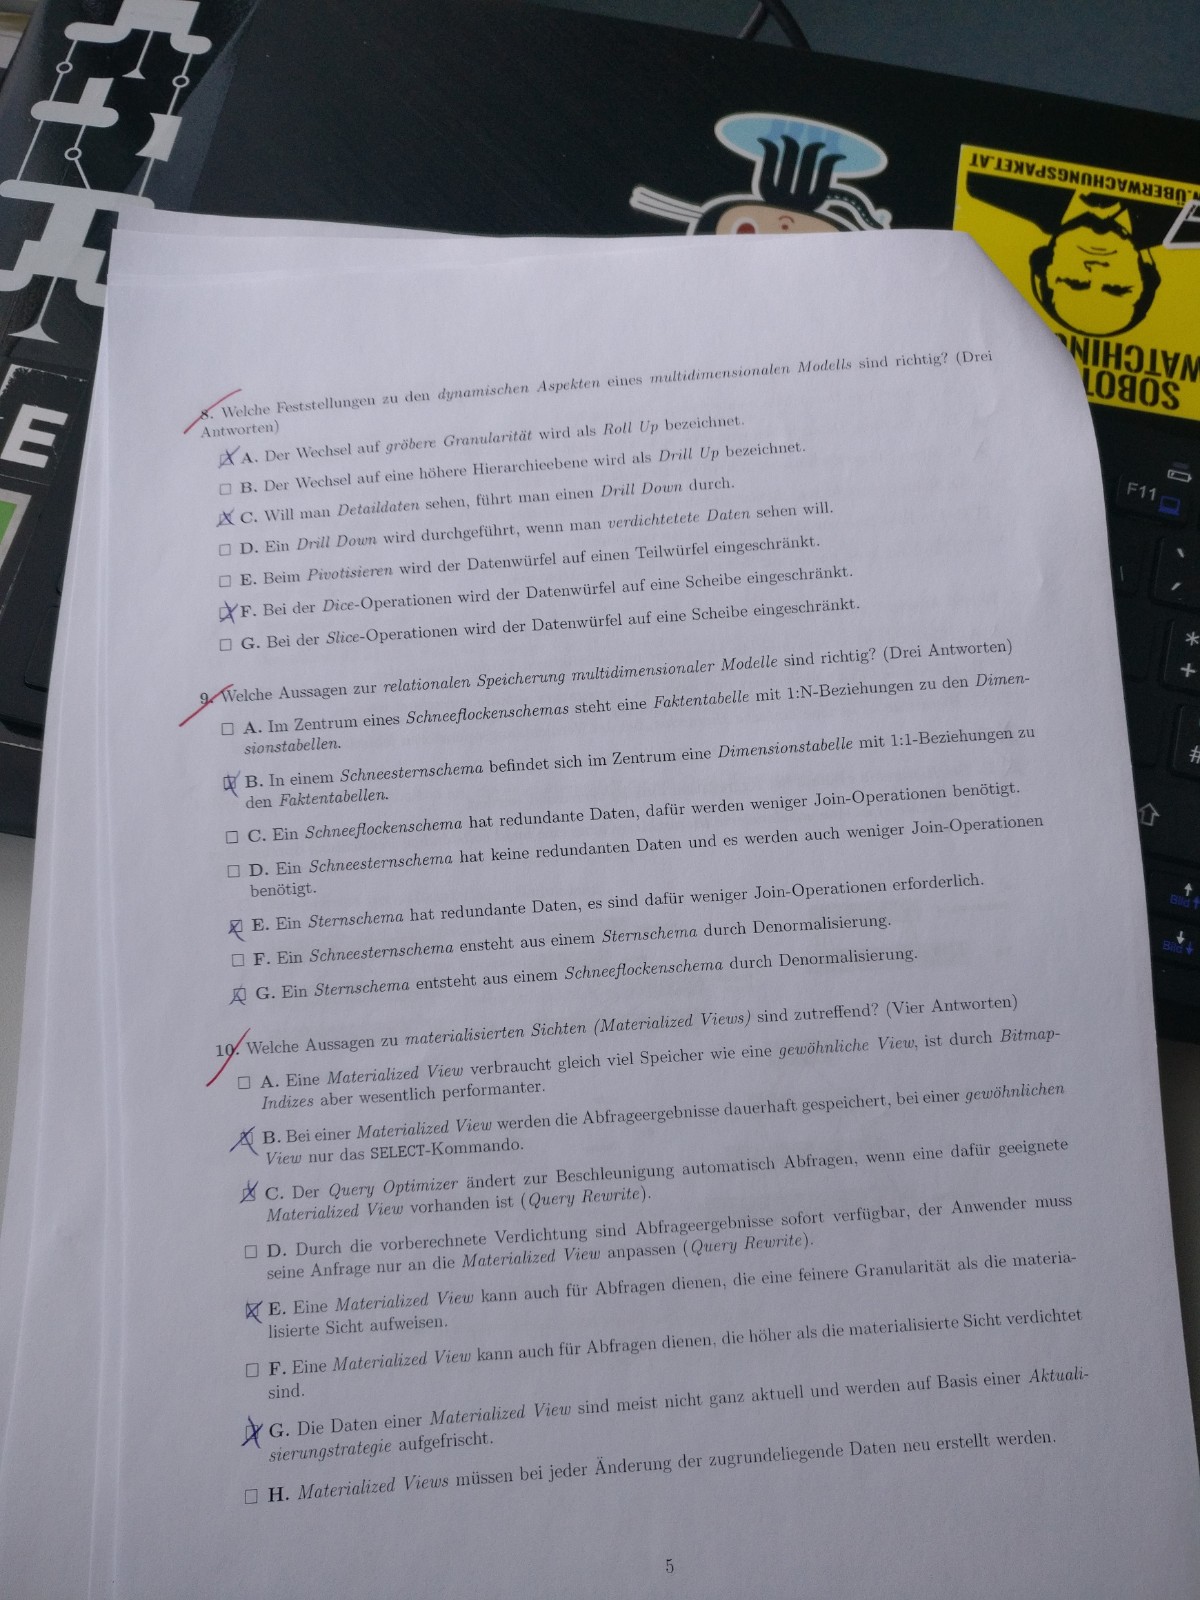 8. Welche Feststellungen zu den dynamischen Aspekten eines multidimensionalen Modells sind richtig? (Drei
Antworten)
A. Der Wechsel auf gröbere Granularität wird als Roll Up bezeichnet.
B. Der Wechsel auf eine höhere Hierarchieebene wird als Drill Up bezeichnet.
C. Will man Detaildaten sehen, führt man einen Drill Down durch.
D. Ein Drill Down wird durchgeführt, wenn man verdichtetete Daten sehen will.
E. Beim Pivotisieren wird der Datenwürfel auf einen Teilwürfel eingeschränkt.
F. Bei der Dice-Operationen wird der Datenwürfel auf eine Scheibe eingeschränkt.
G. Bei der Slice-Operationen wird der Datenwürfel auf eine Scheibe eingeschränkt.
9. Welche Aussagen zur relationalen Speicherung multidimensionaler Modelle sind richtig? (Drei Antworten)
A. Im Zentrum eines Schneeflockenschemas steht eine Faktentabelle mit 1:N-Beziehungen zu den Dimen-
sionstabellen.
B. In einem Schneesternschema befindet sich im Zentrum eine Dimensionstabelle mit 1:1-Beziehungen zu
den Faktentabellen.
C. Ein Schneeflockenschema hat redundante Daten, dafür werden weniger Join-Operationen benötigt.
D. Ein Schneesternschema hat keine redundanten Daten und es werden auch weniger Join-Operationen
benötigt.
E. Ein Sternschema hat redundante Daten, es sind dafür weniger Join-Operationen erforderlich.
F. Ein Schneesternschema ensteht aus einem Sternschema durch Denormalisierung.
G. Ein Sternschema entsteht aus einem Schneeflockenschema durch Denormalisierung.
10. Welche Aussagen zu materialisierten Sichten (Materialized Views) sind zutreffend? (Vier Antworten)
A. Eine Materialized View verbraucht gleich viel Speicher wie eine gewöhnliche View, ist durch Bitmap-
Indizes aber wesentlich performanter.
B. Bei einer Materialized View werden die Abfrageergebnisse dauerhaft gespeichert, bei einer gewöhnlichen
View nur das SELECT-Kommando.
C. Der Query Optimizer ändert zur Beschleunigung automatisch Abfragen, wenn eine dafür geeignete
Materialized View vorhanden ist (Query Rewrite).
D. Durch die vorberechnete Verdichtung sind Abfrageergebnisse sofort verfügbar, der Anwender muss
seine Anfrage nur an die Materialized View anpassen (Query Rewrite).
E. Eine Materialized View kann auch für Abfragen dienen, die eine feinere Granularität als die materia-
lisierte Sicht aufweisen.
F. Eine Materialized View kann auch für Abfragen dienen, die höher als die materialisierte Sicht verdichtet
sind.
G. Die Daten einer Materialized View sind meist nicht ganz aktuell und werden auf Basis einer Aktuali-
sierungstrategie aufgefrischt.
H. Materialized Views müssen bei jeder Änderung der zugrundeliegende Daten neu erstellt werden.
5
E
ÜBERWACHUNGSPAKET.AT
WATCHING
SOBOT
F11
*
+
#
Bild
Bild